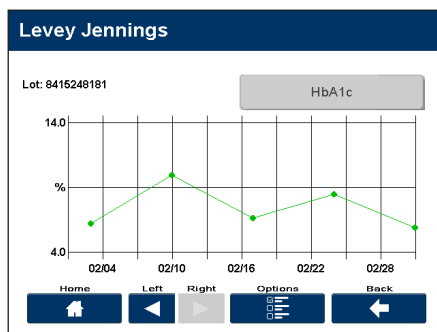 Levey Jennings
Lot: 8415248181
HbA1c
14.0
%
4.0
02/04 02/10 02/16 02/22 02/28
Home Left Right Options Back